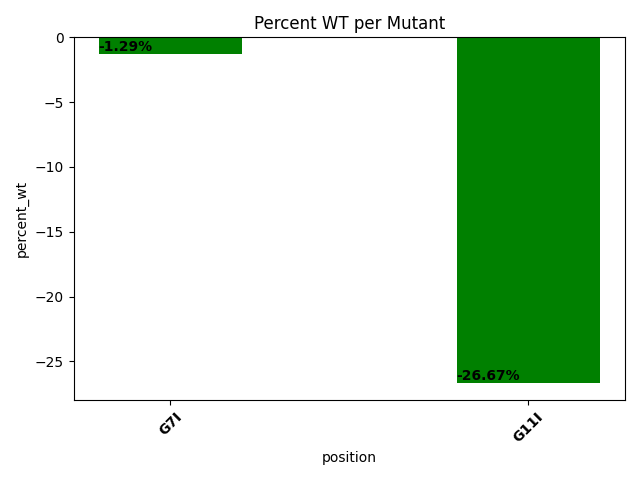 Percent WT per Mutant
0
−5
−10
−15
−20
−25
percent_wt
-1.29%
-26.67%
G7I
G11I
position